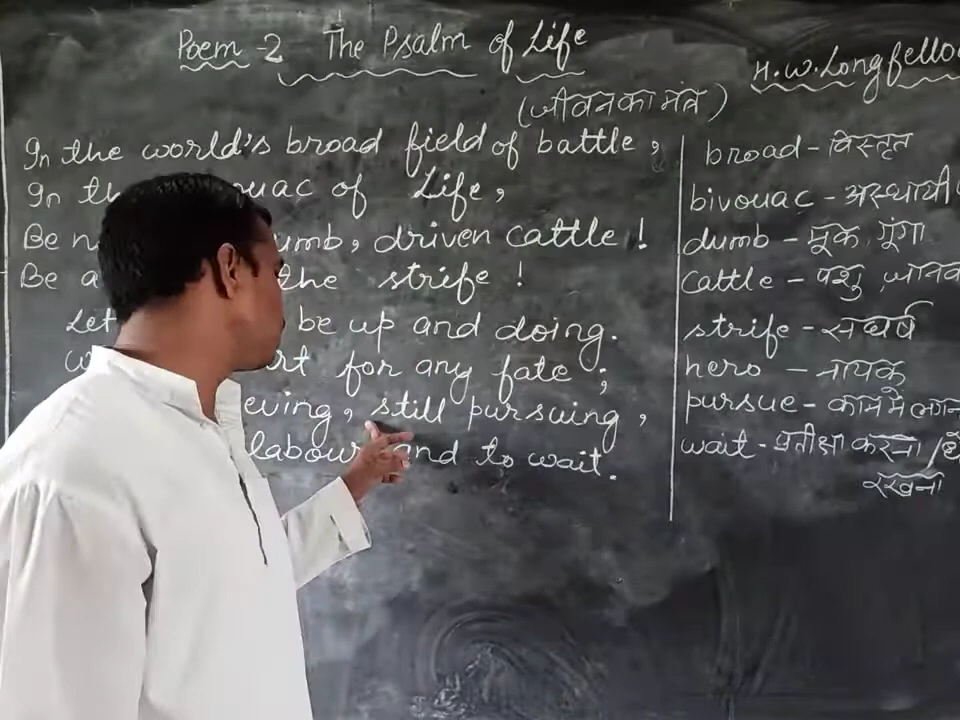 Poem-2 The Psalm of Life
H.W. Longfello
(जीवन का मंत्र)
In the world's broad field of battle,
In th ouac of Life,
Be n umb, driven cattle!
Be a the strife!
Let be up and doing.
w rt for any fate;
eving, still pursuing,
labour and to wait.
broad - विस्तृत
bivouac - अस्थायी
dumb - मूक, गूंगा
cattle - पशु, जानव
strife - संघर्ष
hero - नायक
pursue - काम में लगन
wait - प्रतीक्षा करना /
रखना